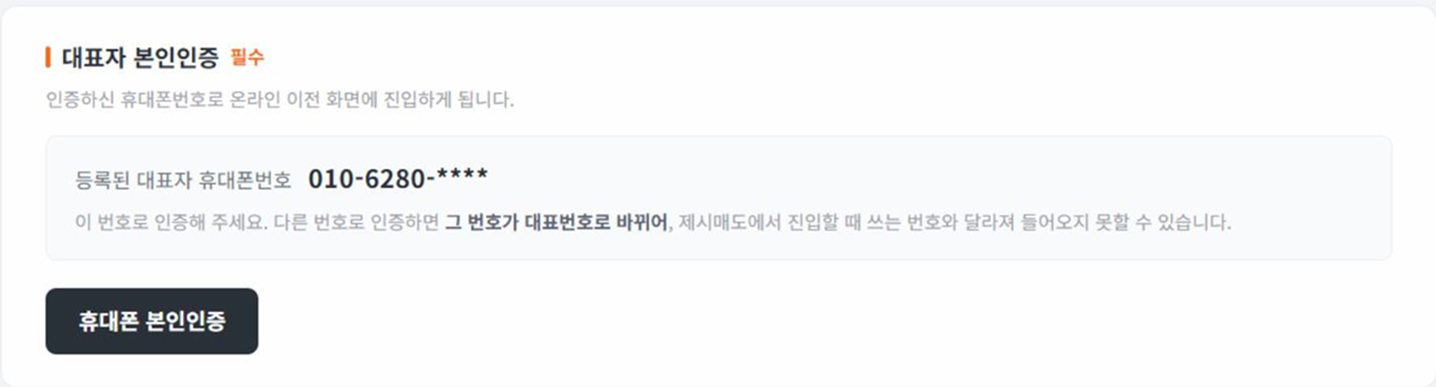 대표자 본인인증 필수
인증하신 휴대폰번호로 온라인 이전 화면에 진입하게 됩니다.
등록된 대표자 휴대폰번호 010-6280-****
이 번호로 인증해 주세요. 다른 번호로 인증하면 그 번호가 대표번호로 바뀌어, 제시매도에서 진입할 때 쓰는 번호와 달라져 들어오지 못할 수 있습니다.
휴대폰 본인인증